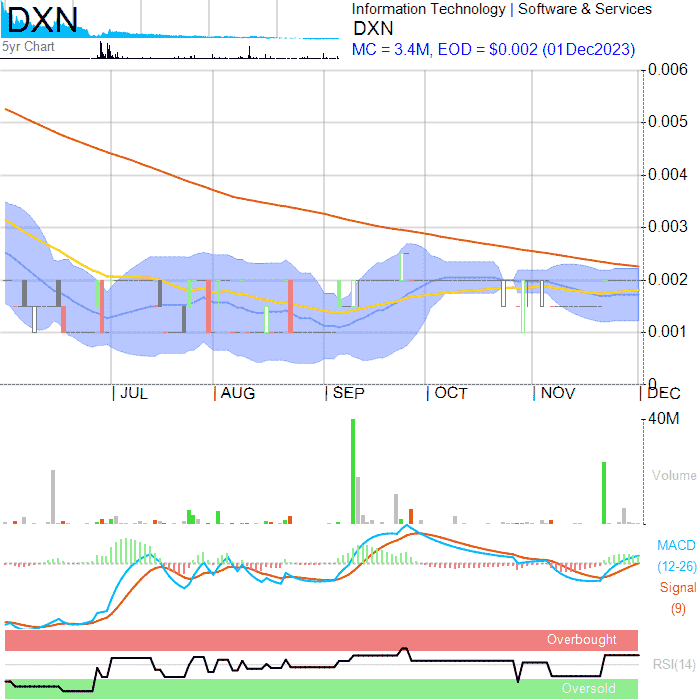 DXN
5yr Chart
Information Technology | Software & Services
DXN
MC = 3.4M, EOD = $0.002 (01Dec2023)
0.006
0.005
0.004
0.003
0.002
0.001
0
JUL AUG SEP OCT NOV DEC
40M
Volume
MACD
(12-26)
Signal
(9)
Overbought
RSI(14)
Oversold